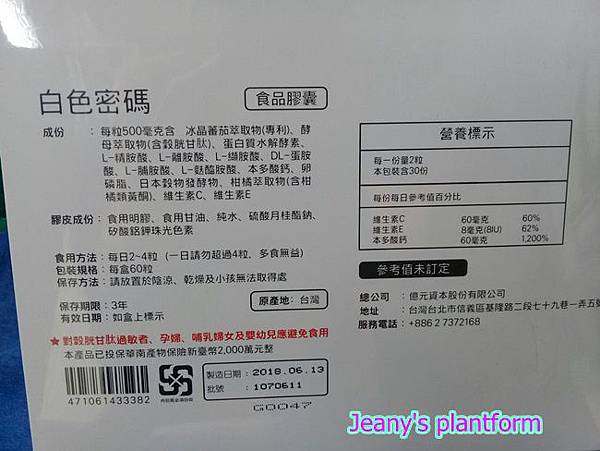 白色密碼
食品膠囊
成份 ： 每粒500毫克含 冰晶蕃茄萃取物(專利)、酵
母萃取物(含穀胱甘肽)、蛋白質水解酵素、
L-精胺酸、L-離胺酸、L-纈胺酸、DL-蛋胺
酸、L-脯胺酸、L-麩醯胺酸、本多酸鈣、卵
磷脂、日本穀物發酵物、柑橘萃取物(含柑
橘類黃酮)、維生素C、維生素E
膠皮成份： 食用明膠、食用甘油、純水、硫酸月桂酯鈉、
矽酸鋁鉀珠光色素
食用方法： 每日2~4粒 (一日請勿超過4粒，多食無益)
包裝規格： 每盒60粒
保存方法： 請放置於陰涼、乾燥及小孩無法取得處
保存期限： 3年
原產地：台灣
有效日期： 如盒上標示
★ 對穀胱甘肽過敏者、孕婦、哺乳婦女及嬰幼兒應避免食用
本產品已投保華南產物保險新臺幣2,000萬元整
471061433382
製造日期： 2018.06.13
批號 ： 1070611
G0047
營養標示
每一份量2粒
本包裝含30份
每份每日參考值百分比
維生素C 60毫克 60%
維生素E 8毫克(8IU) 62%
本多酸鈣 60毫克 1,200%
參考值未訂定
總公司 ： 億元資本股份有限公司
地址 ： 台灣台北市信義區基隆路二段七十九巷一弄五號
服務電話： +886 2 7372168
Jeany's plantform